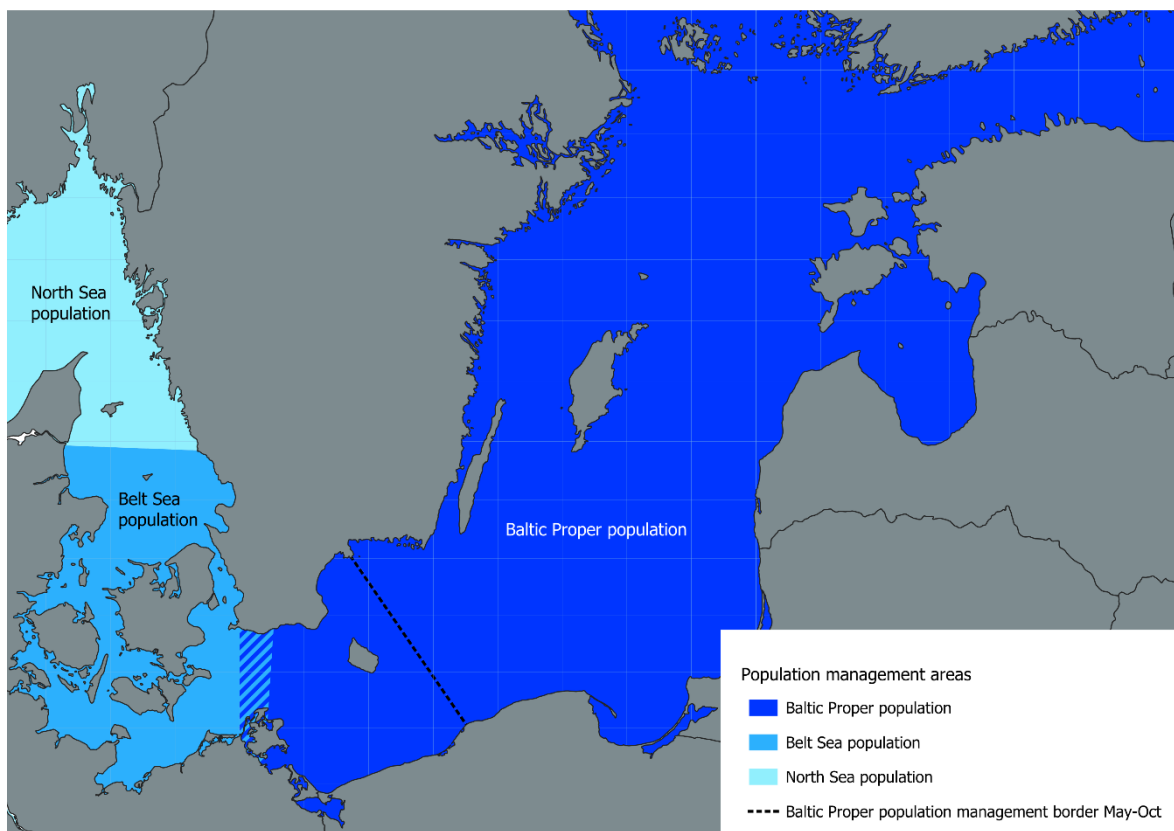 North Sea
population
Belt Sea
population
Baltic Proper population
Population management areas
Baltic Proper population
Belt Sea population
North Sea population
Baltic Proper population management border May-Oct